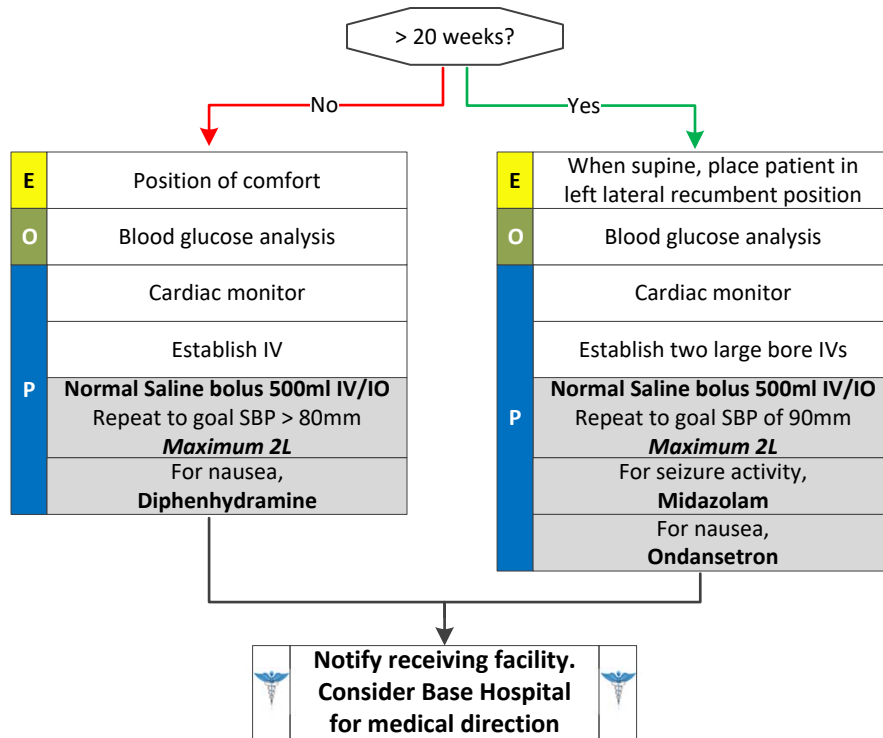 > 20 weeks?
No
Yes
E
Position of comfort
O
Blood glucose analysis
P
Cardiac monitor
Establish IV
Normal Saline bolus 500ml IV/IO
Repeat to goal SBP > 80mm
Maximum 2L
For nausea,
Diphenhydramine
E
When supine, place patient in
left lateral recumbent position
O
Blood glucose analysis
P
Cardiac monitor
Establish two large bore IVs
Normal Saline bolus 500ml IV/IO
Repeat to goal SBP of 90mm
Maximum 2L
For seizure activity,
Midazolam
For nausea,
Ondansetron
Notify receiving facility.
Consider Base Hospital
for medical direction